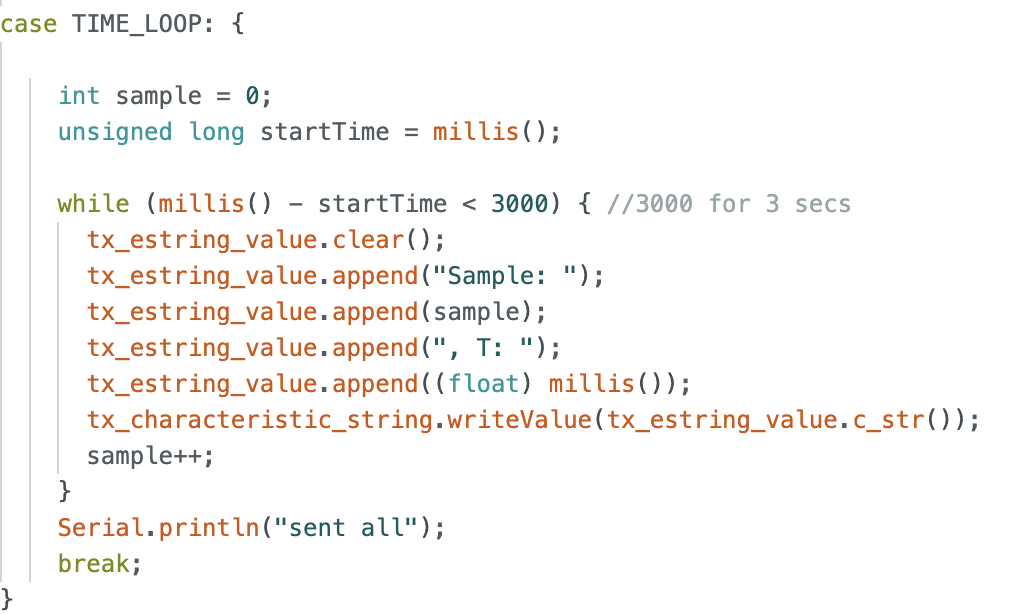 case TIME_LOOP: {
int sample = 0;
unsigned long startTime = millis();
while (millis() - startTime < 3000) { //3000 for 3 secs
tx_estring_value.clear();
tx_estring_value.append("Sample: ");
tx_estring_value.append(sample);
tx_estring_value.append(", T: ");
tx_estring_value.append((float) millis());
tx_characteristic_string.writeValue(tx_estring_value.c_str());
sample++;
}
Serial.println("sent all");
break;
}